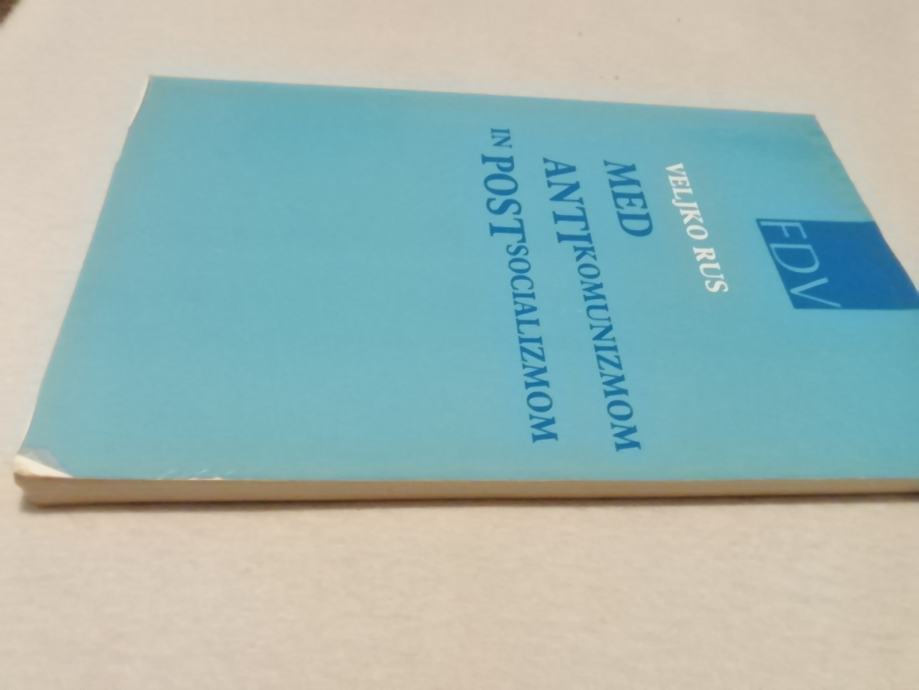 FDV
VELJKO RUS
MED
ANTIKOMUNIZMOM
IN POSTSOCIALIZMOM